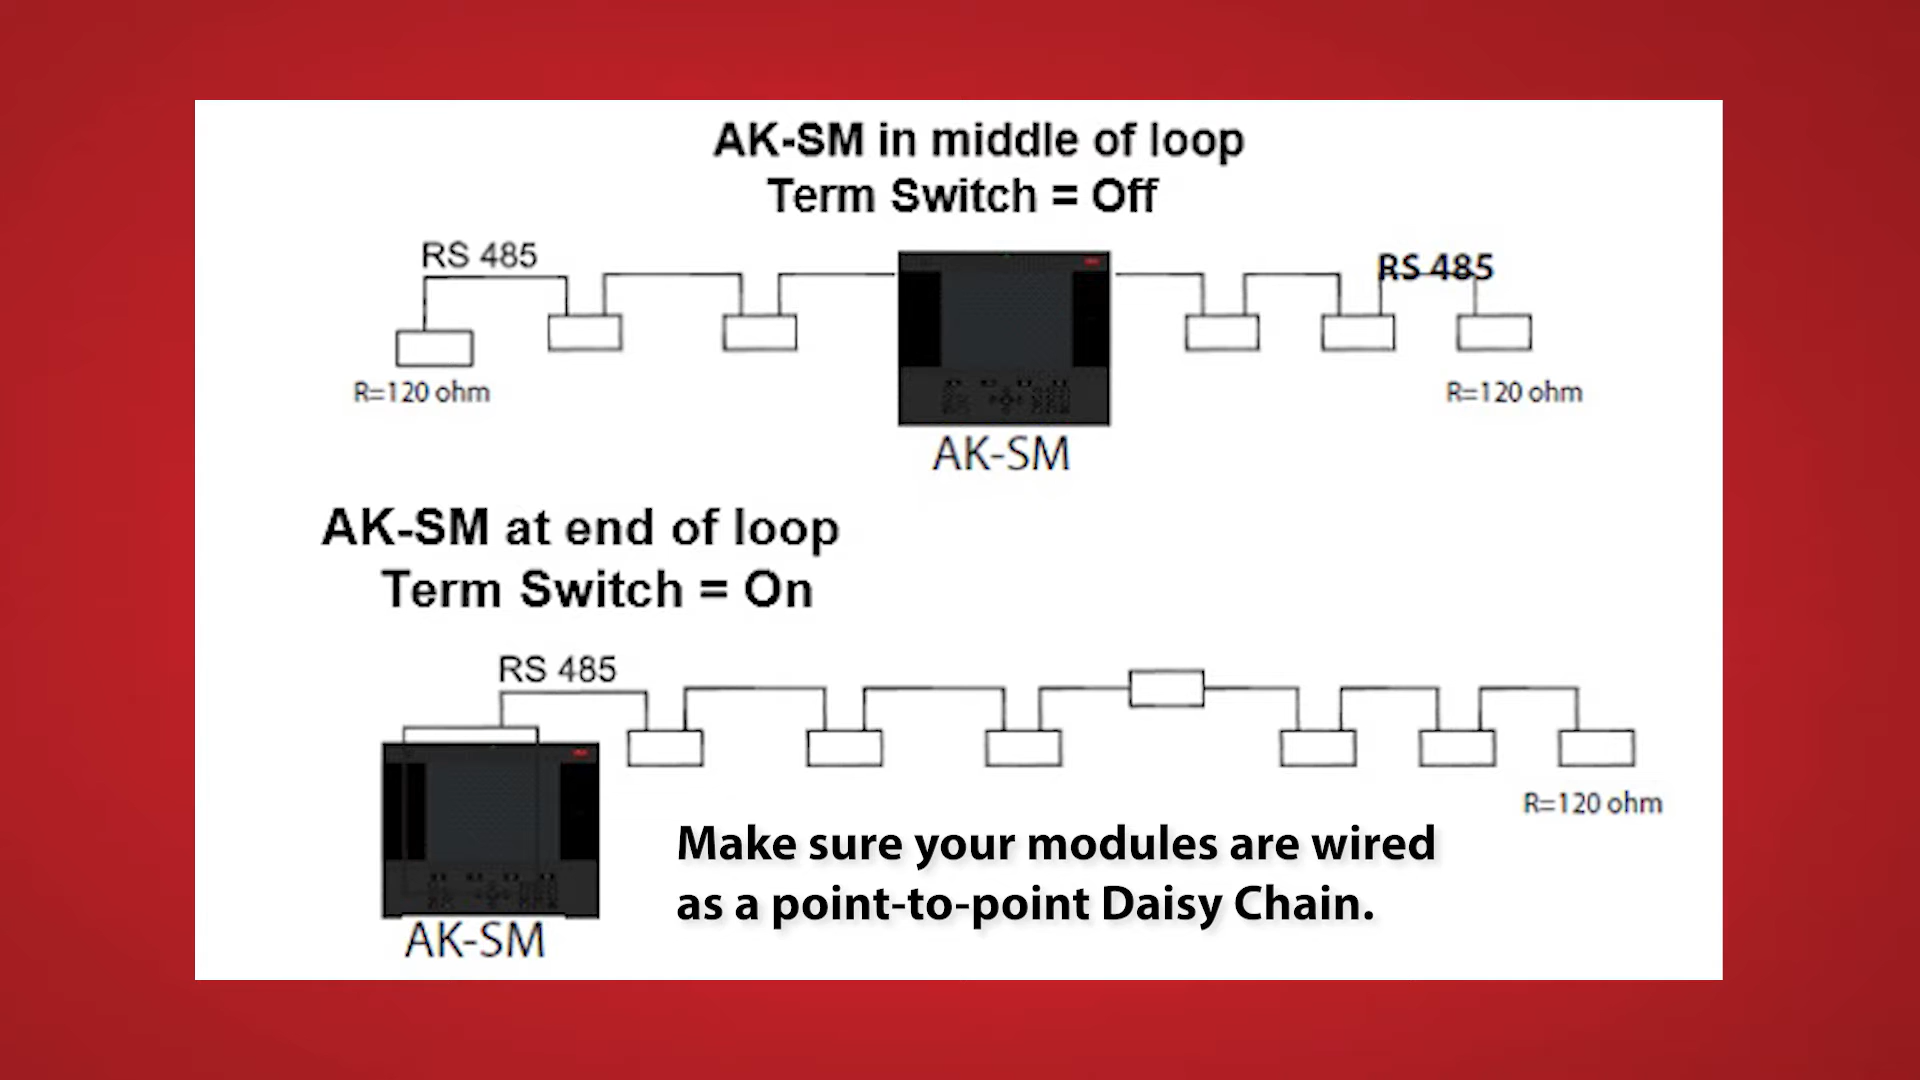 AK-SM in middle of loop
Term Switch = Off
RS 485
RS 485
R=120 ohm
R=120 ohm
AK-SM
AK-SM at end of loop
Term Switch = On
RS 485
R=120 ohm
Make sure your modules are wired
as a point-to-point Daisy Chain.
AK-SM